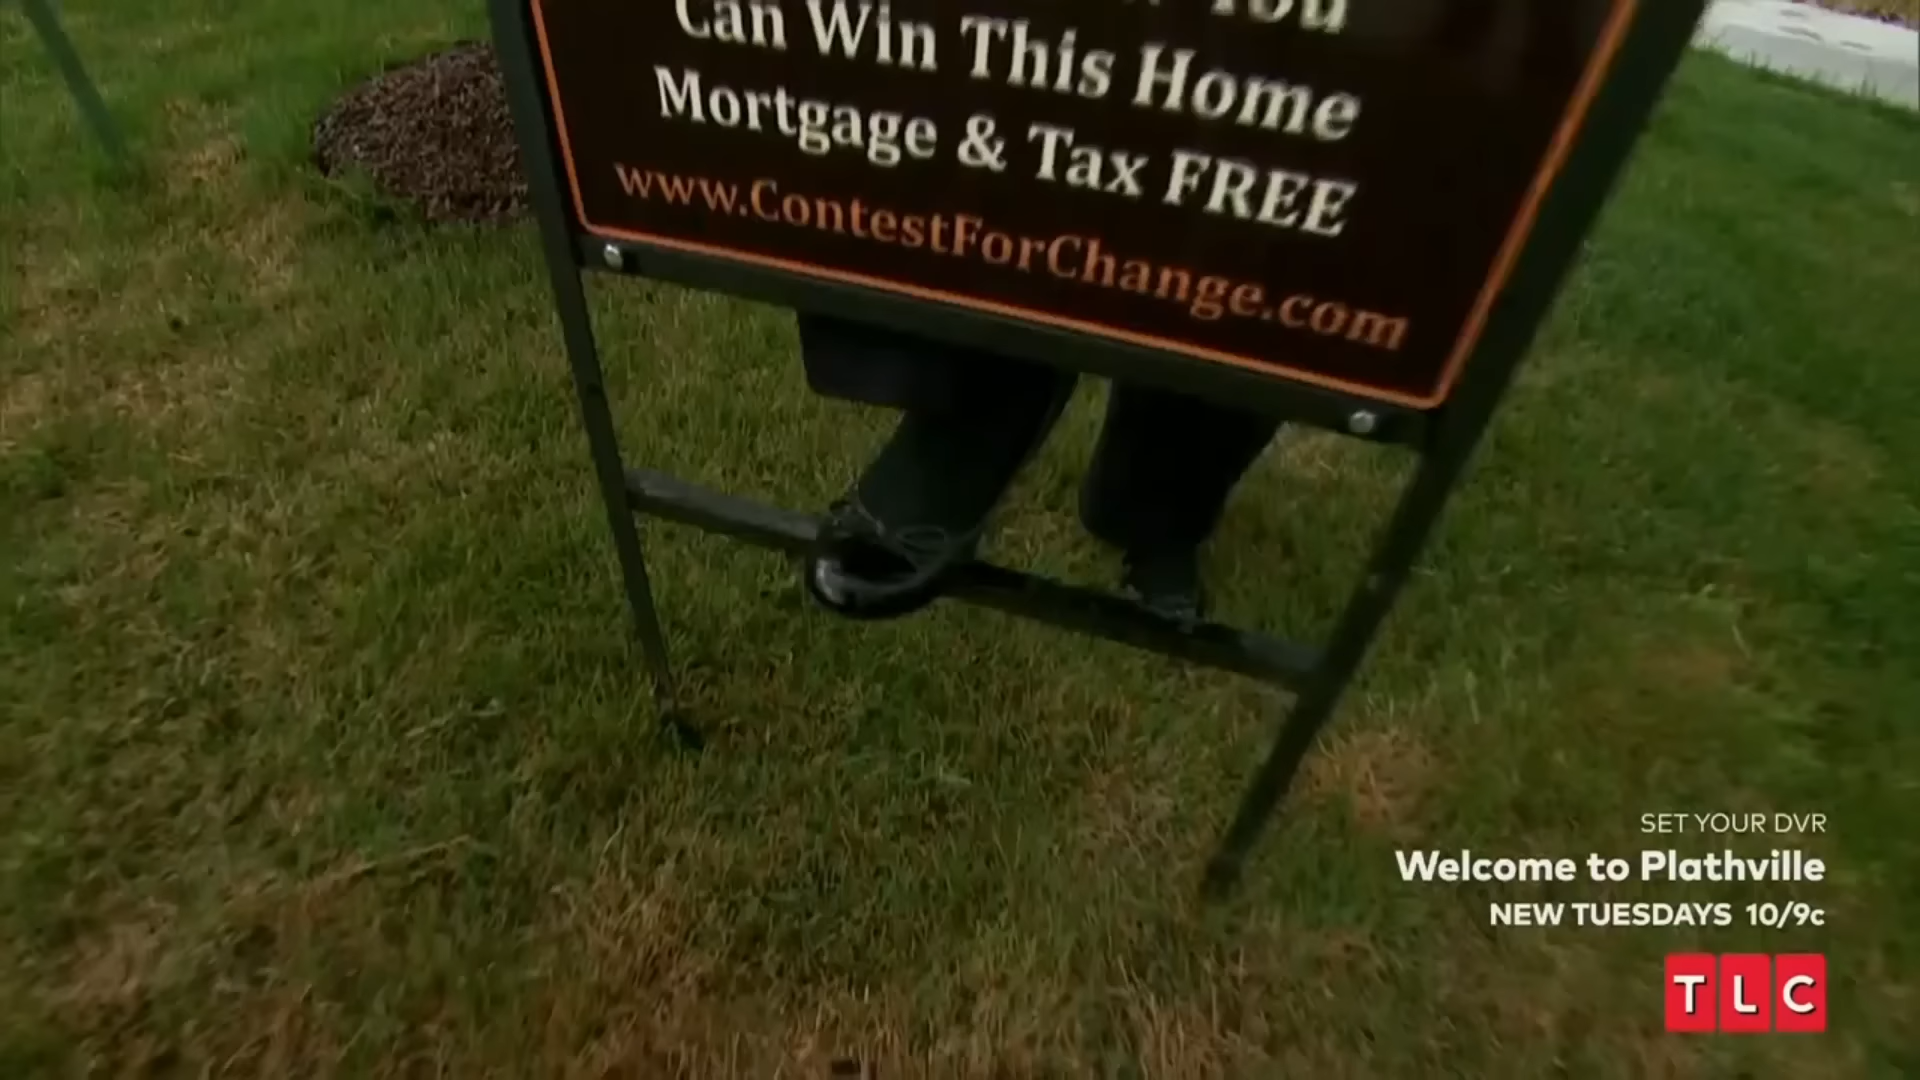 You
Can Win This Home
Mortgage & Tax FREE
www.ContestForChange.com
SET YOUR DVR
Welcome to Plathville
NEW TUESDAYS 10/9c
TLC